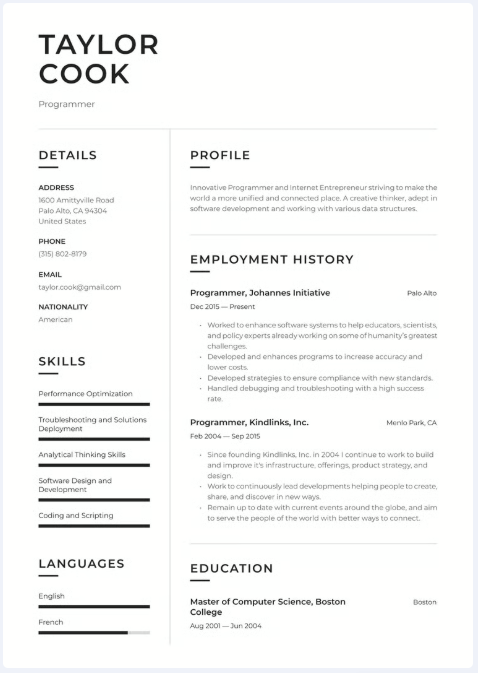 TAYLOR
COOK
Programmer
DETAILS
ADDRESS
1600 Amittyville Road
Palo Alto, CA 94304
United States
PHONE
(315) 802-8179
EMAIL
taylor.cook@gmail.com
NATIONALITY
American
SKILLS
Performance Optimization
Troubleshooting and Solutions
Deployment
Analytical Thinking Skills
Software Design and
Development
Coding and Scripting
LANGUAGES
English
French
PROFILE
Innovative Programmer and Internet Entrepreneur striving to make the
world a more unified and connected place. A creative thinker, adept in
software development and working with various data structures.
EMPLOYMENT HISTORY
Programmer, Johannes Initiative Palo Alto
Dec 2015 — Present
• Worked to enhance software systems to help educators, scientists,
and policy experts already working on some of humanity's greatest
challenges.
• Developed and enhances programs to increase accuracy and
lower costs.
• Developed strategies to ensure compliance with new standards.
• Handled debugging and troubleshooting with a high success
rate.
Programmer, Kindlinks, Inc. Menlo Park, CA
Feb 2004 — Sep 2015
• Since founding Kindlinks, Inc. in 2004 I continue to work to build
and improve it's infrastructure, offerings, product strategy, and
design.
• Work to continuously lead developments helping people to create,
share, and discover in new ways.
• Remain up to date with current events around the globe, and aim
to serve the people of the world with better ways to connect.
EDUCATION
Master of Computer Science, Boston Boston
College
Aug 2001 — Jun 2004